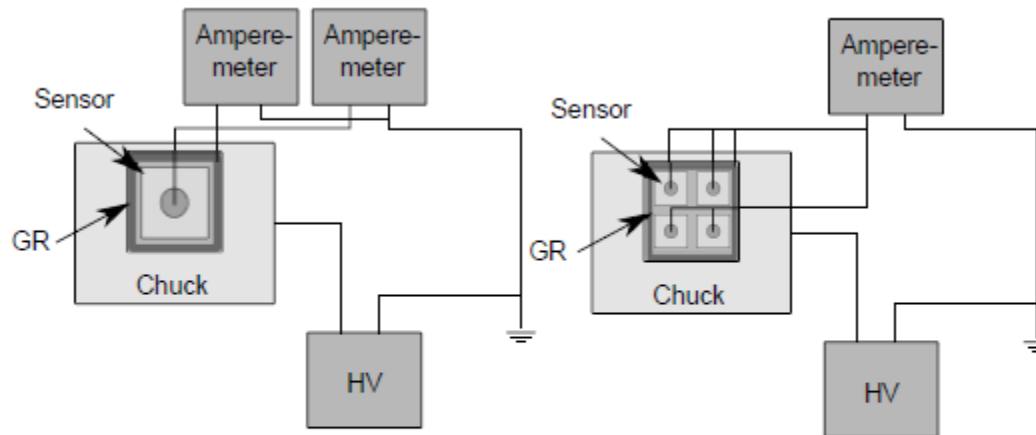 Ampere-
meter
Ampere-
meter
Sensor
GR
Chuck
HV
Ampere-
meter
Sensor
GR
Chuck
HV